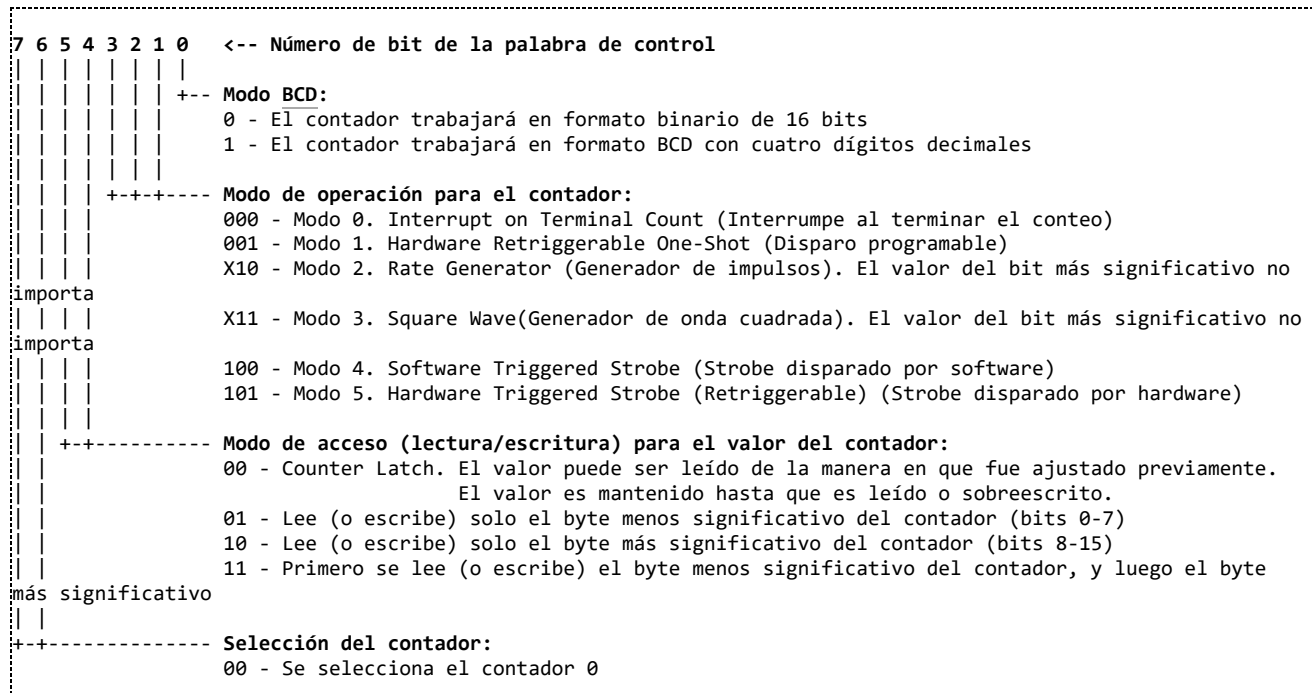 7 6 5 4 3 2 1 0   <-- Número de bit de la palabra de control
| | | | | | | |
| | | | | | | +-- Modo BCD:
| | | | | | |     0 - El contador trabajará en formato binario de 16 bits
| | | | | | |     1 - El contador trabajará en formato BCD con cuatro dígitos decimales
| | | | | | |
| | | | +-+-+---- Modo de operación para el contador:
| | | |           000 - Modo 0. Interrupt on Terminal Count (Interrumpe al terminar el conteo)
| | | |           001 - Modo 1. Hardware Retriggerable One-Shot (Disparo programable)
| | | |           X10 - Modo 2. Rate Generator (Generador de impulsos). El valor del bit más significativo no
importa
| | | |           X11 - Modo 3. Square Wave(Generador de onda cuadrada). El valor del bit más significativo no
importa
| | | |           100 - Modo 4. Software Triggered Strobe (Strobe disparado por software)
| | | |           101 - Modo 5. Hardware Triggered Strobe (Retriggerable) (Strobe disparado por hardware)
| | | |
| | +-+---------- Modo de acceso (lectura/escritura) para el valor del contador:
| |               00 - Counter Latch. El valor puede ser leído de la manera en que fue ajustado previamente.
| |                                  El valor es mantenido hasta que es leído o sobreescrito.
| |               01 - Lee (o escribe) solo el byte menos significativo del contador (bits 0-7)
| |               10 - Lee (o escribe) solo el byte más significativo del contador (bits 8-15)
| |               11 - Primero se lee (o escribe) el byte menos significativo del contador, y luego el byte
más significativo
| |
+-+-------------- Selección del contador:
                  00 - Se selecciona el contador 0